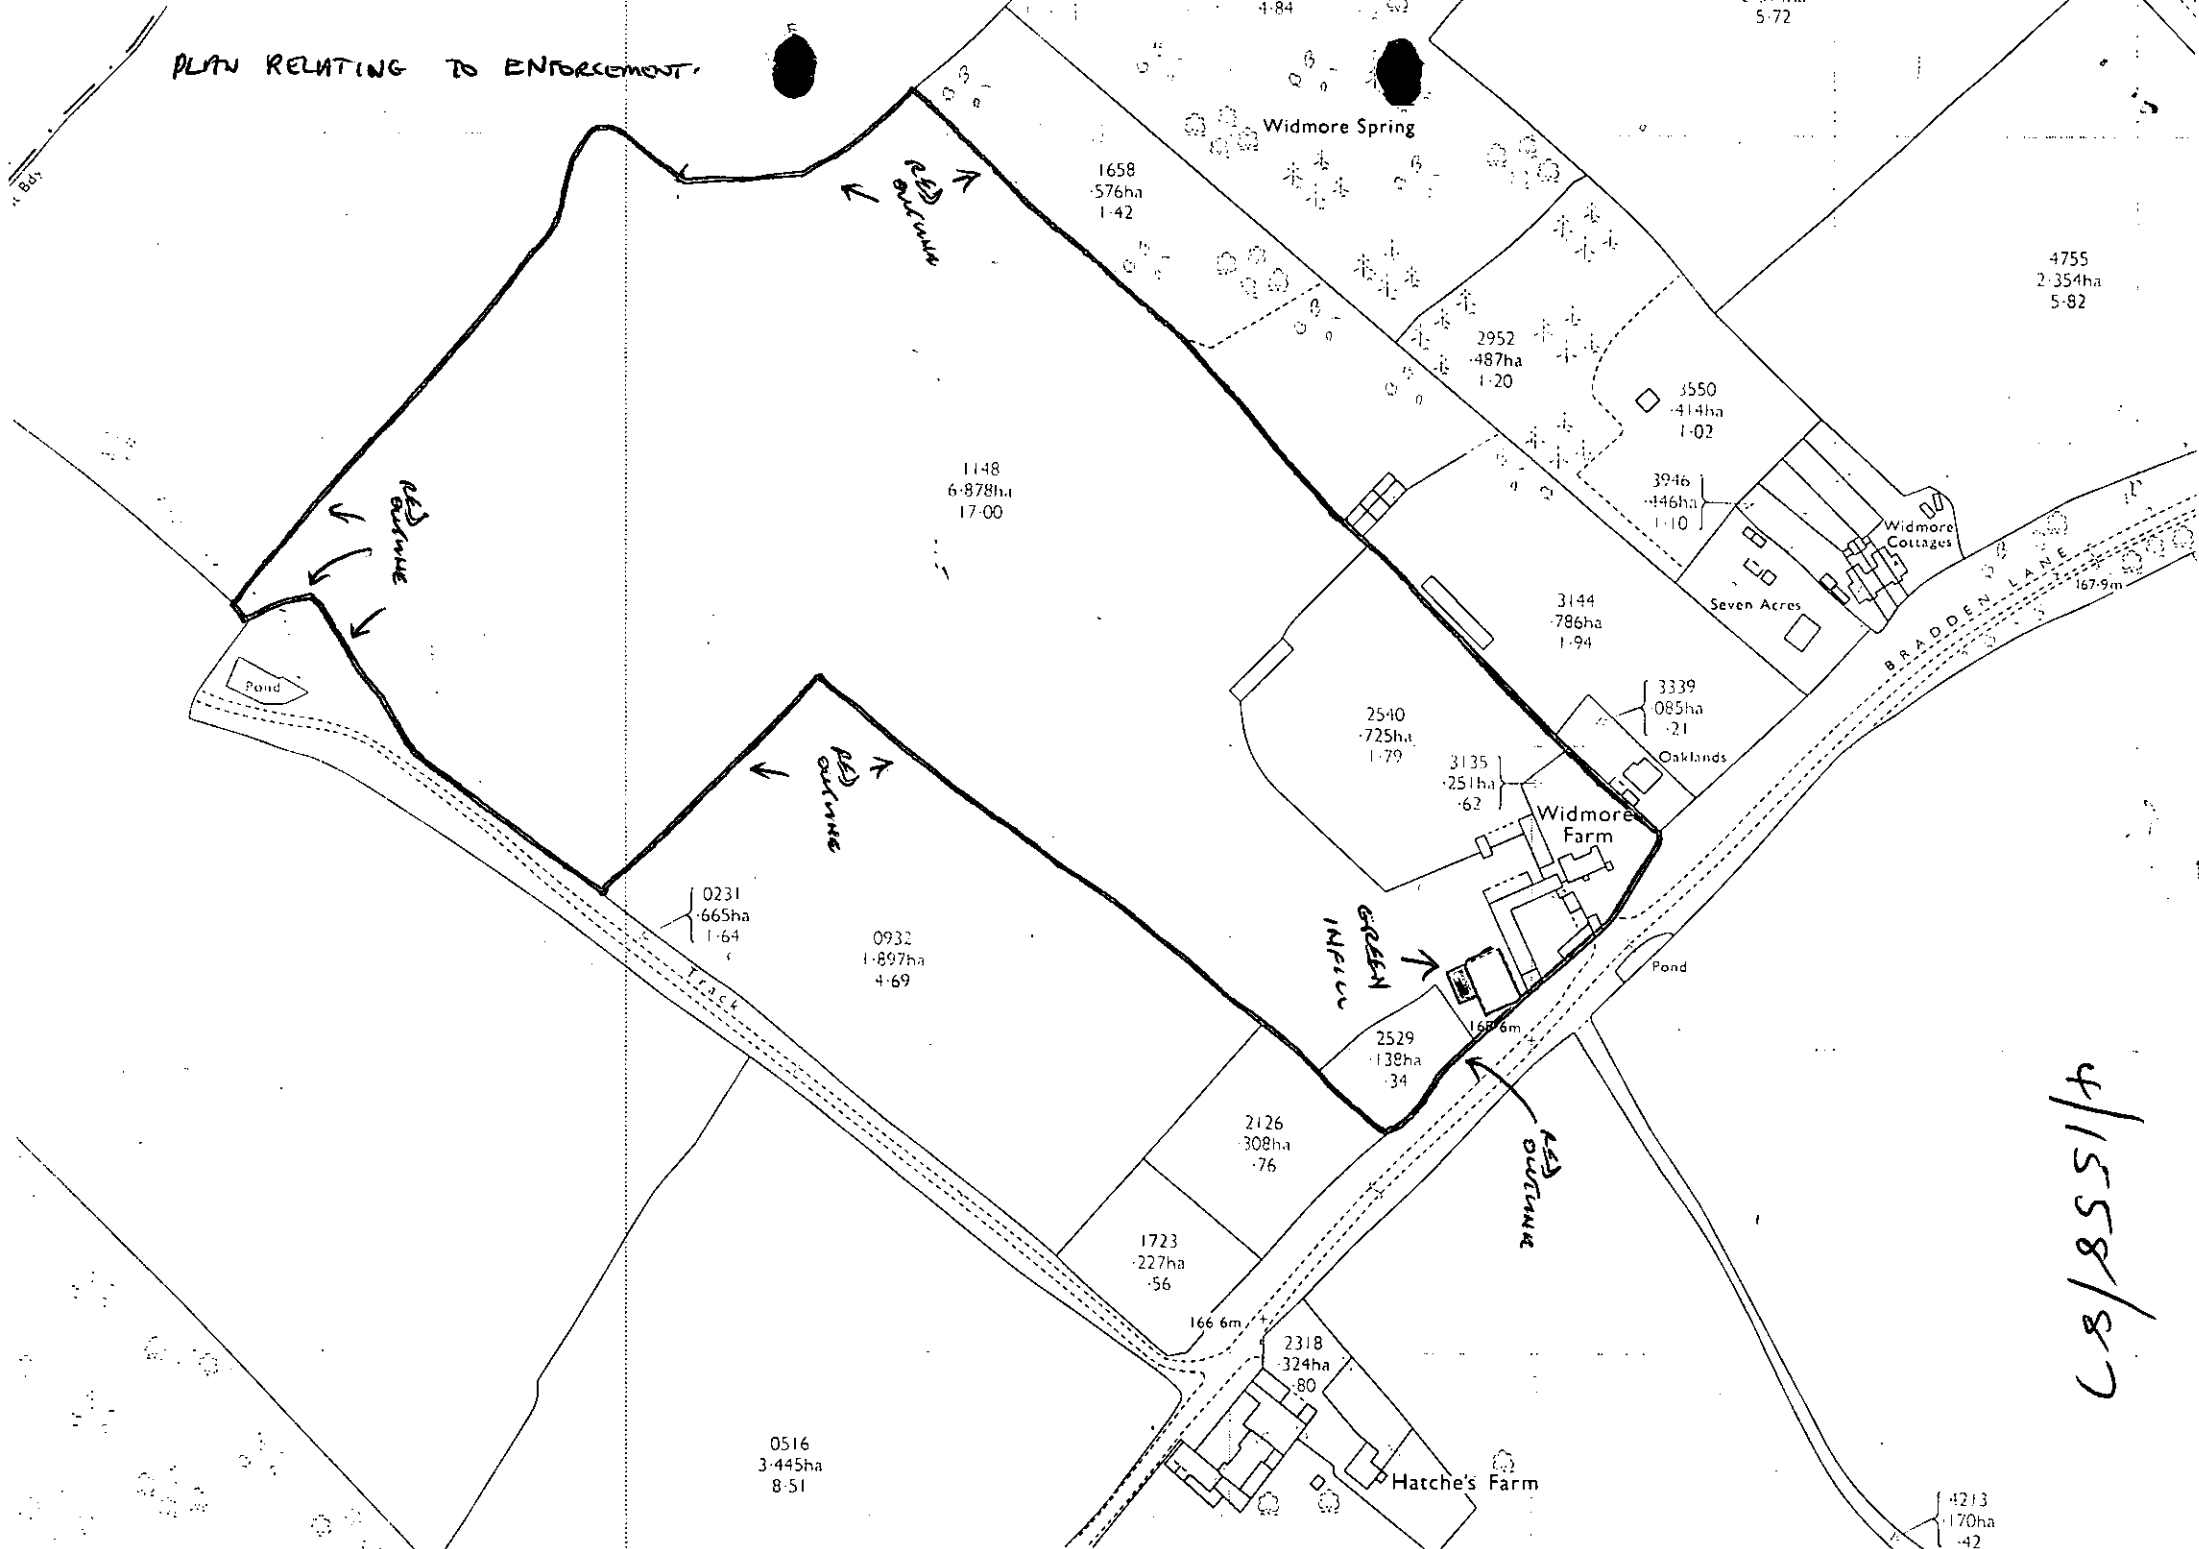 PLAN RELATING TO ENFORCEMENT.
4·84
5·72
Bdy
Widmore Spring
1658
·576ha
1·42
RED
OUTLINE
4755
2·354ha
5·82
2952
·487ha
1·20
3550
·414ha
1·02
1148
6·878ha
17·00
3946
·446ha
1·10
Widmore
Cottages
RED
OUTLINE
BRADDEN LANE
167·9m
Seven Acres
3144
·786ha
1·94
Pond
3339
·085ha
·21
2540
·725ha
1·79
Oaklands
3135
·251ha
·62
RED
OUTLINE
Widmore
Farm
0231
·665ha
1·64
0932
1·897ha
4·69
GREEN
INFILL
Pond
Track
168·6m
2529
·138ha
·34
2126
·308ha
·76
RED
OUTLINE
4/1558/87
1723
·227ha
·56
166·6m
2318
·324ha
·80
0516
3·445ha
8·51
Hatche's Farm
4213
·170ha
·42